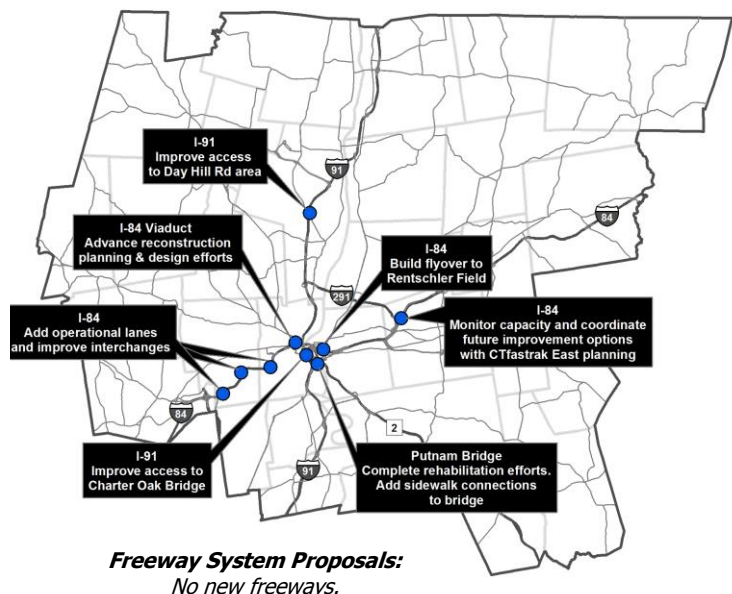 I-91
Improve access
to Day Hill Rd area
91
84
I-84 Viaduct
Advance reconstruction
planning & design efforts
I-84
Build flyover to
Rentschler Field
291
I-84
Add operational lanes
and improve interchanges
I-84
Monitor capacity and coordinate
future improvement options
with CTfastrak East planning
84
2
I-91
Improve access to
Charter Oak Bridge
91
Putnam Bridge
Complete rehabilitation efforts.
Add sidewalk connections
to bridge
Freeway System Proposals:
No new freeways.